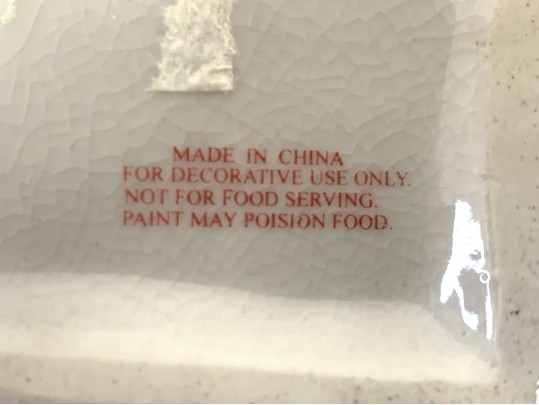 MADE IN CHINA
FOR DECORATIVE USE ONLY.
NOT FOR FOOD SERVING.
PAINT MAY POISION FOOD.